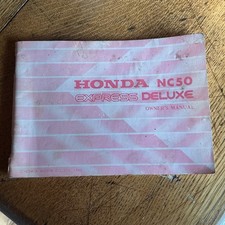 HONDA NC50
EXPRESS DELUXE
OWNER'S MANUAL